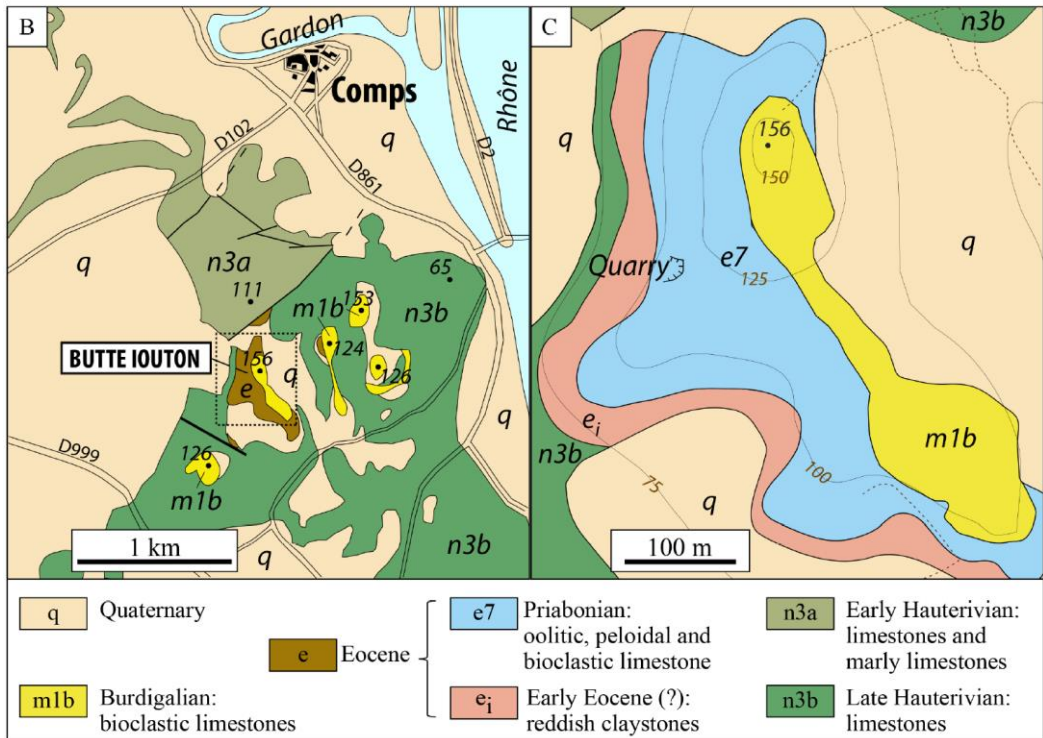 B
Gardon
Comps
Rhône
D102
D2
q
D861
q
n3a
111
65
153
m1b
n3b
124
BUTTE IOUTON
156
q
126
e
q
D999
126
m1b
q
n3b
1 km
C
n3b
q
156
150
q
Quarry
e7
125
ei
m1b
n3b
100
75
q
100 m
q Quaternary
e Eocene
m1b Burdigalian:
bioclastic limestones
e7 Priabonian:
oolitic, peloidal and
bioclastic limestone
ei Early Eocene (?):
reddish claystones
n3a Early Hauterivian:
limestones and
marly limestones
n3b Late Hauterivian:
limestones